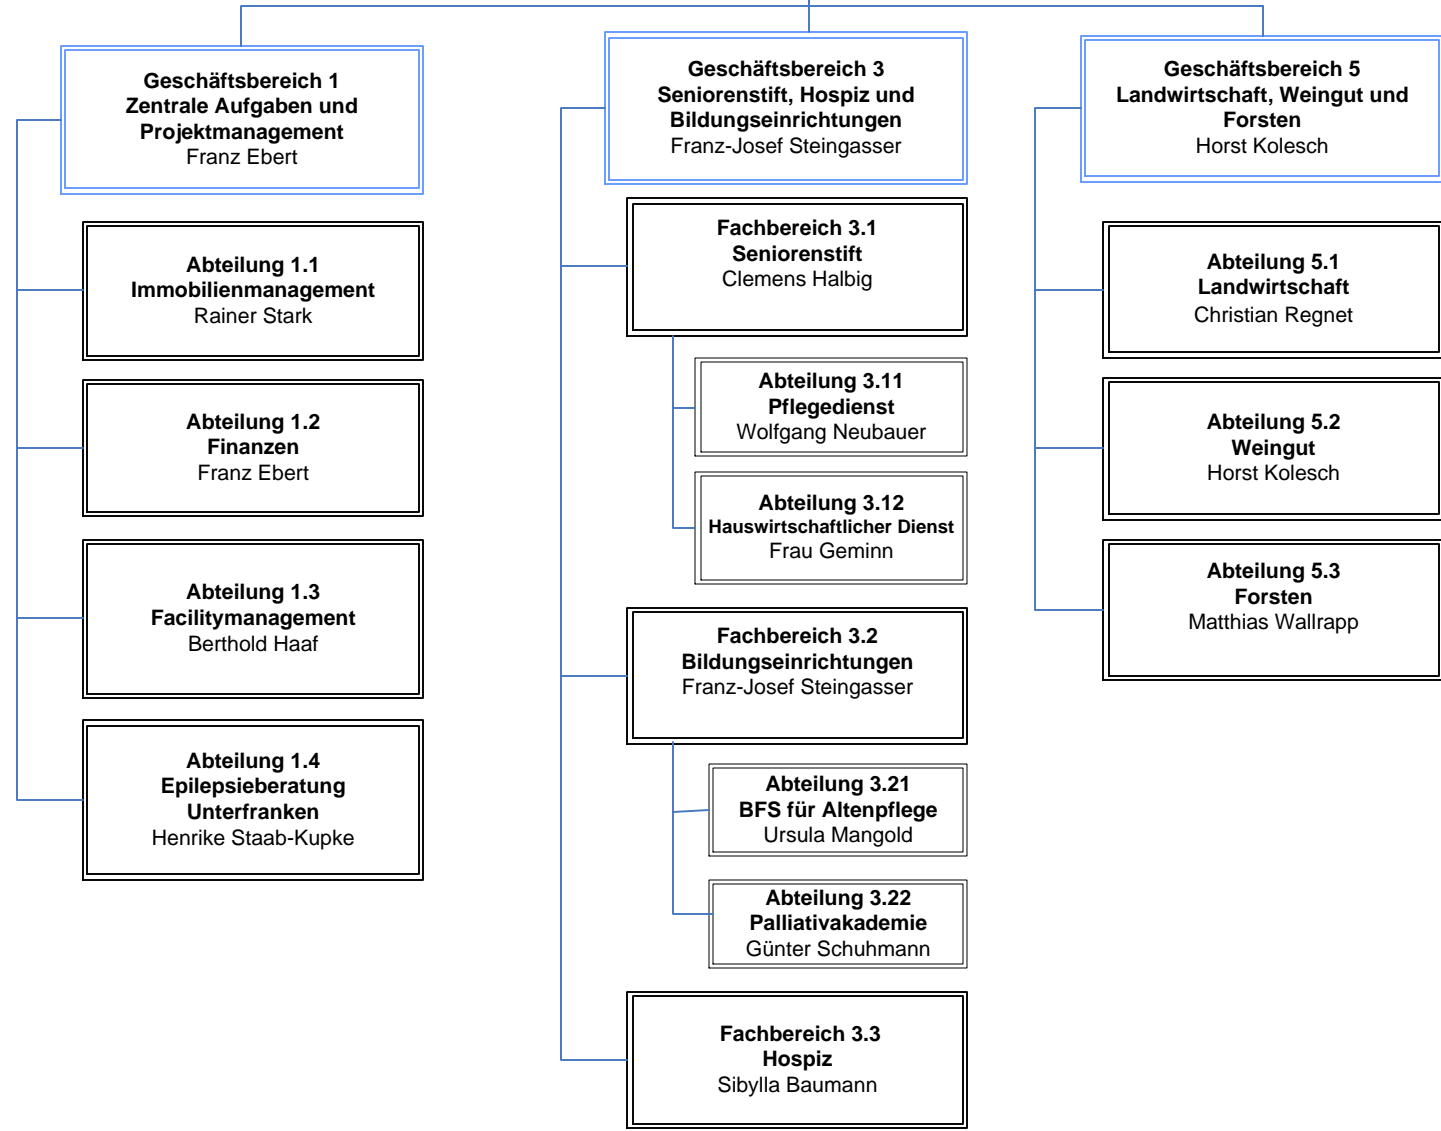 Geschäftsbereich 1
Zentrale Aufgaben und
Projektmanagement
Franz Ebert
Abteilung 1.1
Immobilienmanagement
Rainer Stark
Abteilung 1.2
Finanzen
Franz Ebert
Abteilung 1.3
Facilitymanagement
Berthold Haaf
Abteilung 1.4
Epilepsieberatung
Unterfranken
Henrike Staab-Kupke
Geschäftsbereich 3
Seniorenstift, Hospiz und
Bildungseinrichtungen
Franz-Josef Steingasser
Fachbereich 3.1
Seniorenstift
Clemens Halbig
Abteilung 3.11
Pflegedienst
Wolfgang Neubauer
Abteilung 3.12
Hauswirtschaftlicher Dienst
Frau Geminn
Fachbereich 3.2
Bildungseinrichtungen
Franz-Josef Steingasser
Abteilung 3.21
BFS für Altenpflege
Ursula Mangold
Abteilung 3.22
Palliativakademie
Günter Schuhmann
Fachbereich 3.3
Hospiz
Sibylla Baumann
Geschäftsbereich 5
Landwirtschaft, Weingut und
Forsten
Horst Kolesch
Abteilung 5.1
Landwirtschaft
Christian Regnet
Abteilung 5.2
Weingut
Horst Kolesch
Abteilung 5.3
Forsten
Matthias Wallrapp